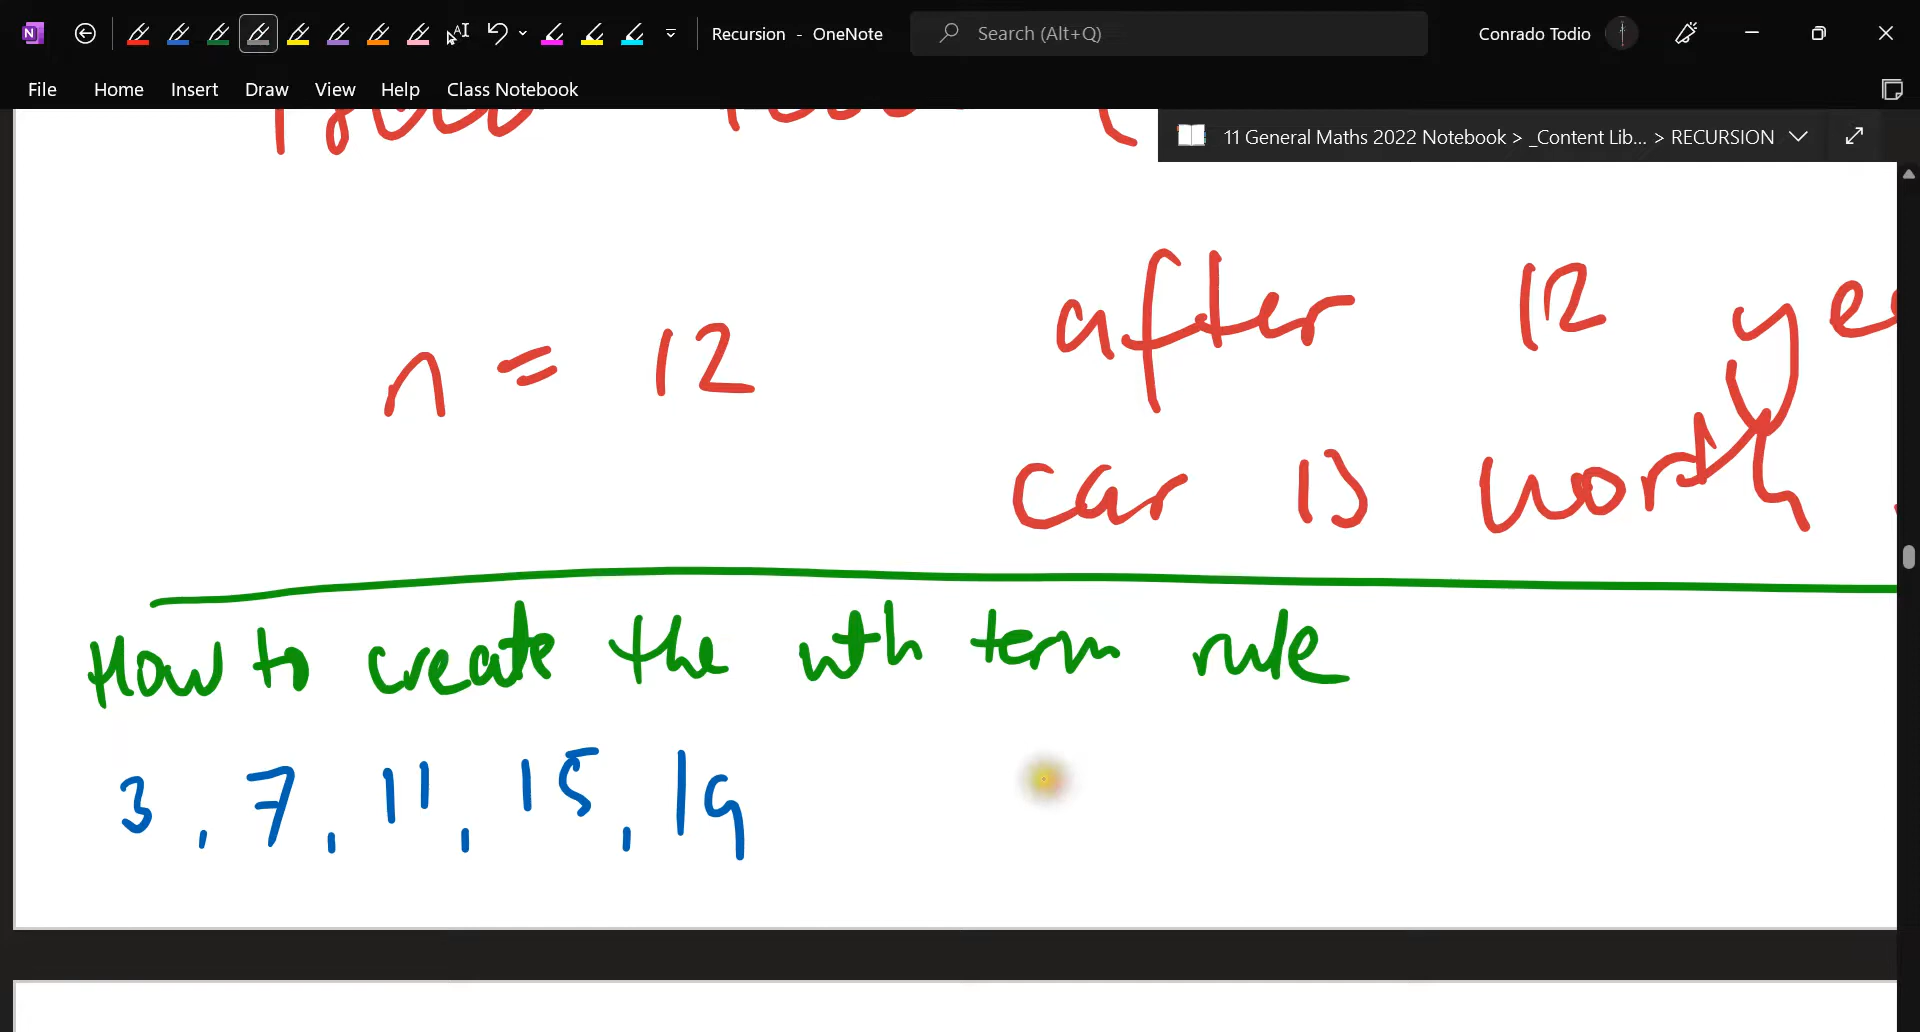 Recursion - OneNote
Search (Alt+Q)
Conrado Todio
File Home Insert Draw View Help Class Notebook
11 General Maths 2022 Notebook > _Content Lib... > RECURSION
n = 12
after 12 ye
car is worth
How to create the nth term rule
3, 7, 11, 15, 19